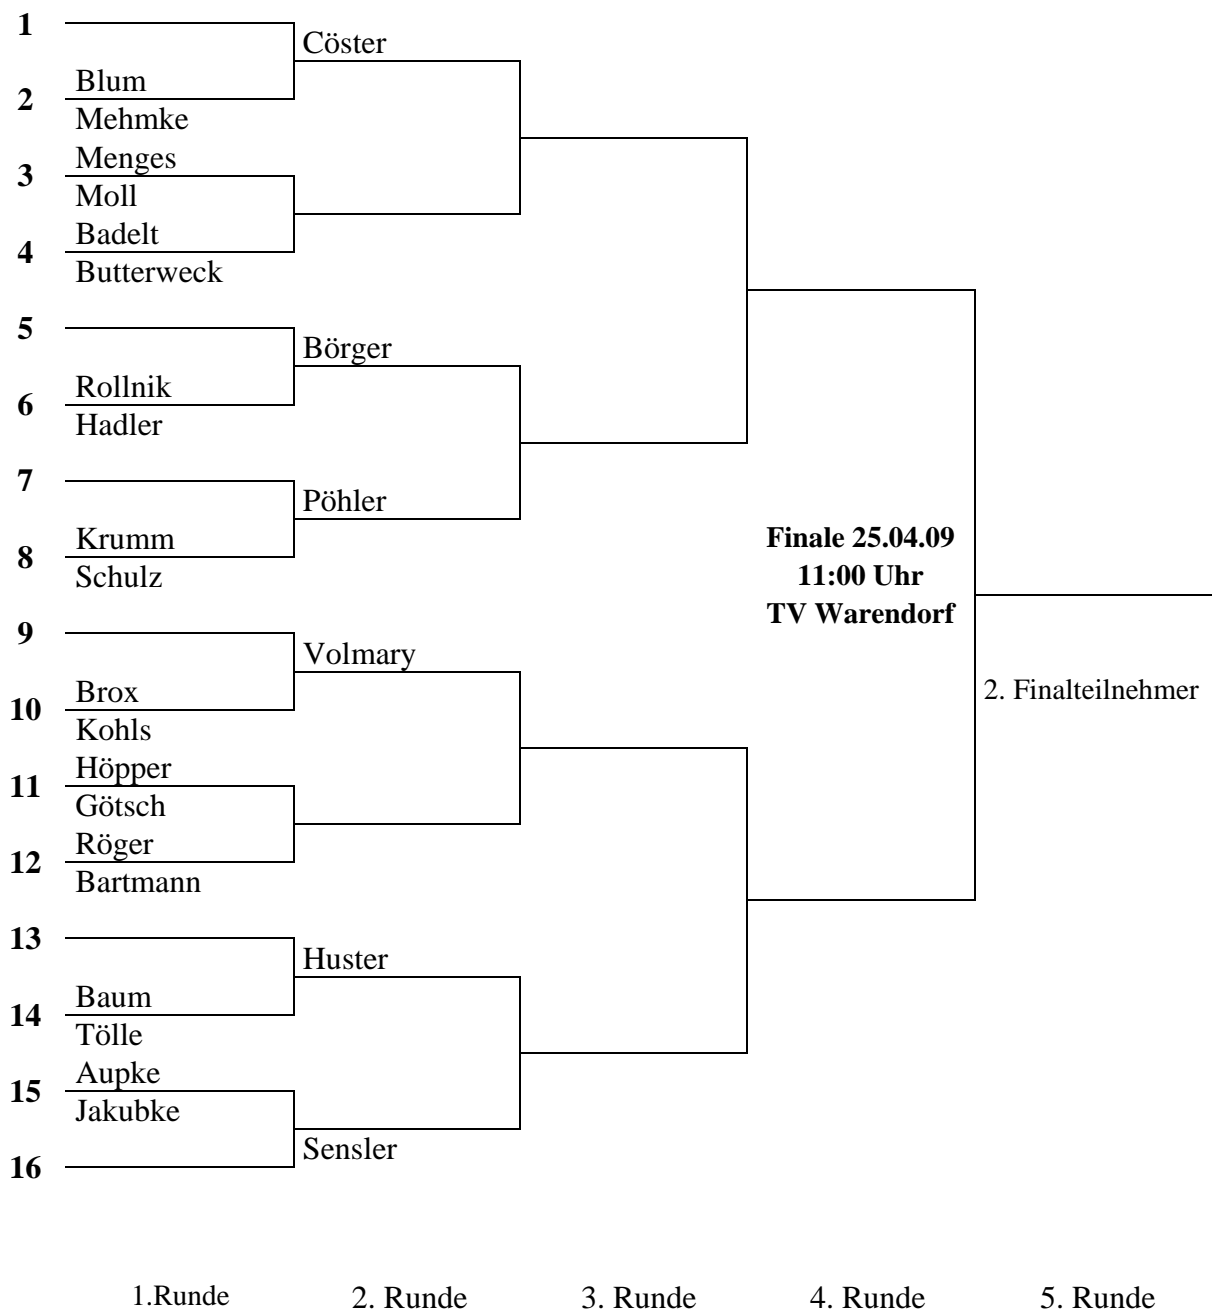 1
Cöster
Blum
2
Mehmke
Menges
3
Moll
Badelt
4
Butterweck
5
Börger
Rollnik
6
Hadler
7
Pöhler
Krumm
8
Schulz
Finale 25.04.09
11:00 Uhr
TV Warendorf
9
Volmary
Brox
10
Kohls
2. Finalteilnehmer
Höpper
11
Götsch
Röger
12
Bartmann
13
Huster
Baum
14
Tölle
Aupke
15
Jakubke
Sensler
16
1.Runde 2. Runde 3. Runde 4. Runde 5. Runde